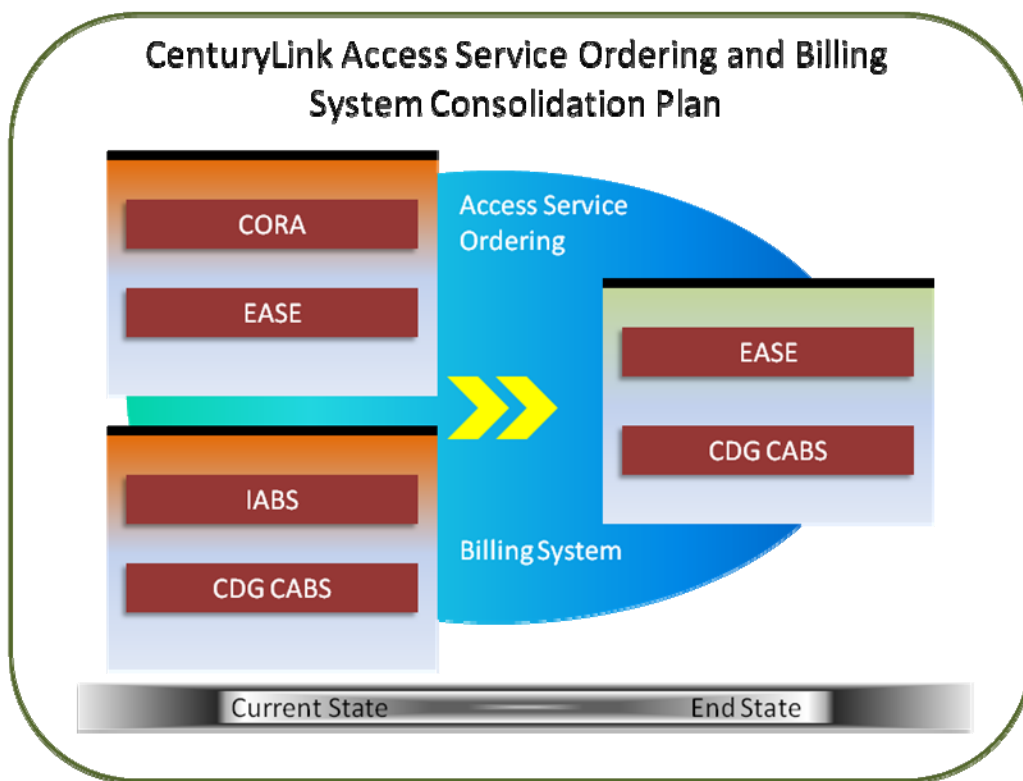 CenturyLink Access Service Ordering and Billing
System Consolidation Plan
CORA
EASE
Access Service
Ordering
IABS
CDG CABS
Billing System
EASE
CDG CABS
Current State
End State